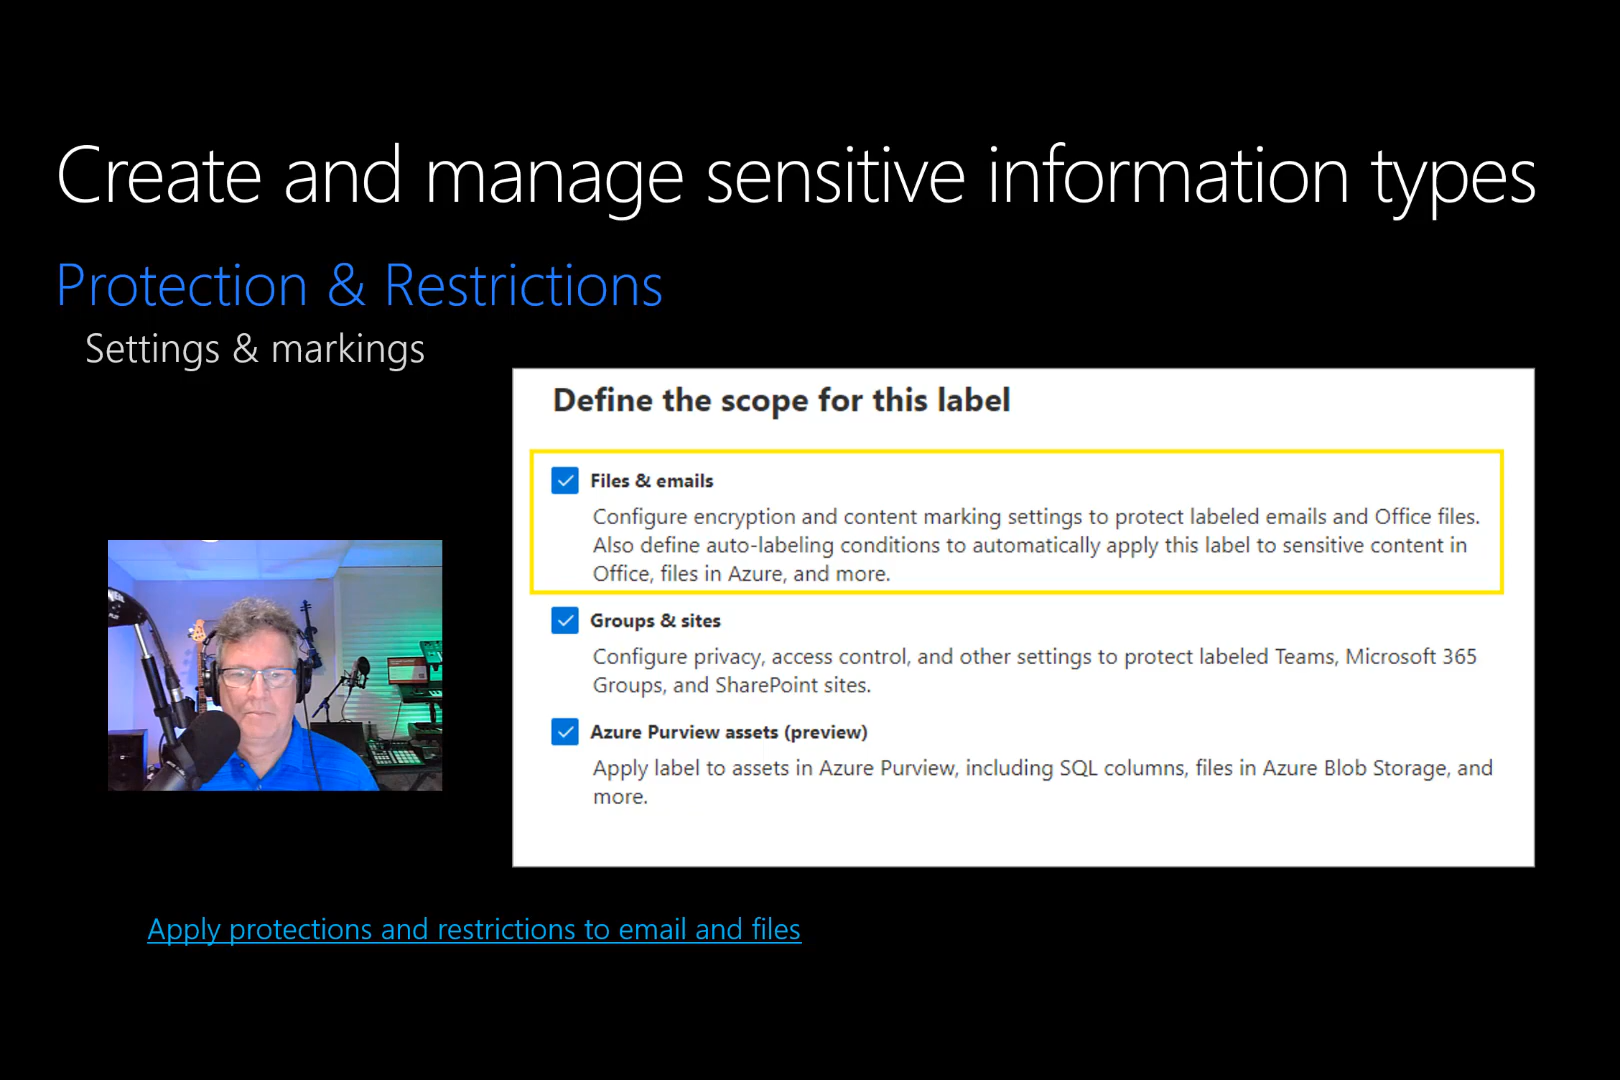 Create and manage sensitive information types
Protection & Restrictions
Settings & markings
Define the scope for this label
Files & emails
Configure encryption and content marking settings to protect labeled emails and Office files.
Also define auto-labeling conditions to automatically apply this label to sensitive content in
Office, files in Azure, and more.
Groups & sites
Configure privacy, access control, and other settings to protect labeled Teams, Microsoft 365
Groups, and SharePoint sites.
Azure Purview assets (preview)
Apply label to assets in Azure Purview, including SQL columns, files in Azure Blob Storage, and
more.
Apply protections and restrictions to email and files